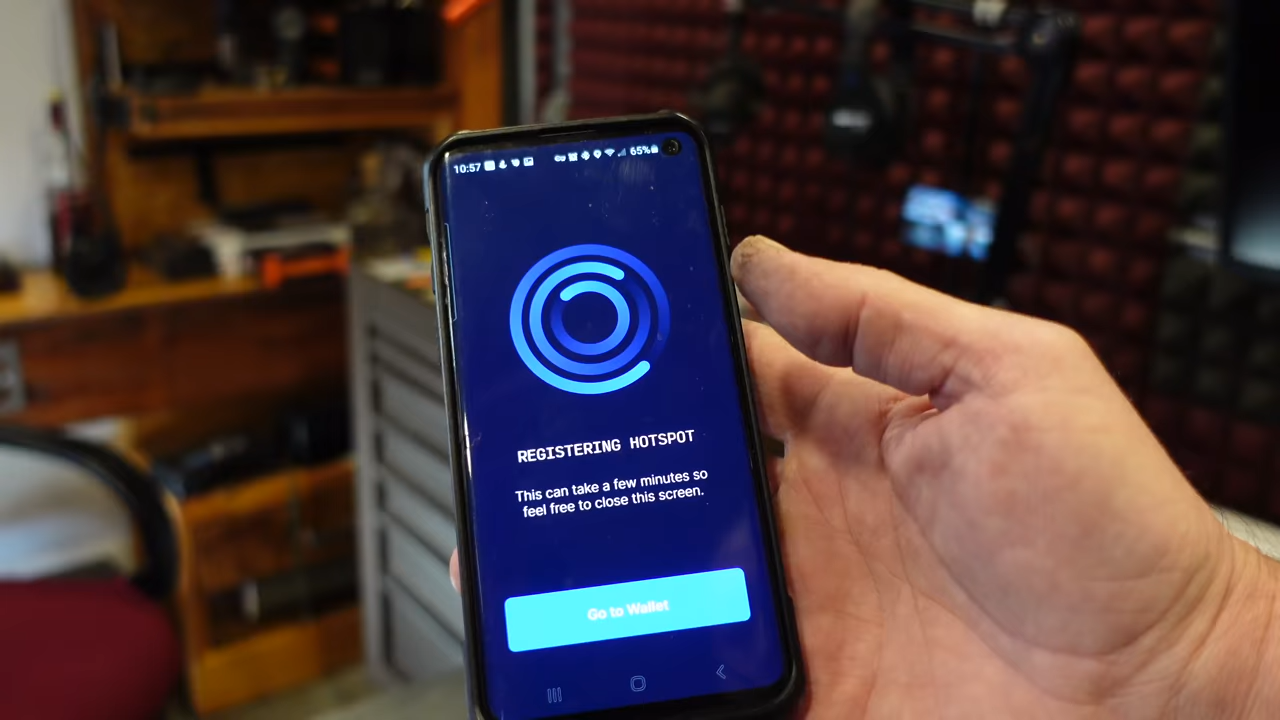 10:57 65%
REGISTERING HOTSPOT
This can take a few minutes so
feel free to close this screen.
Go to Wallet